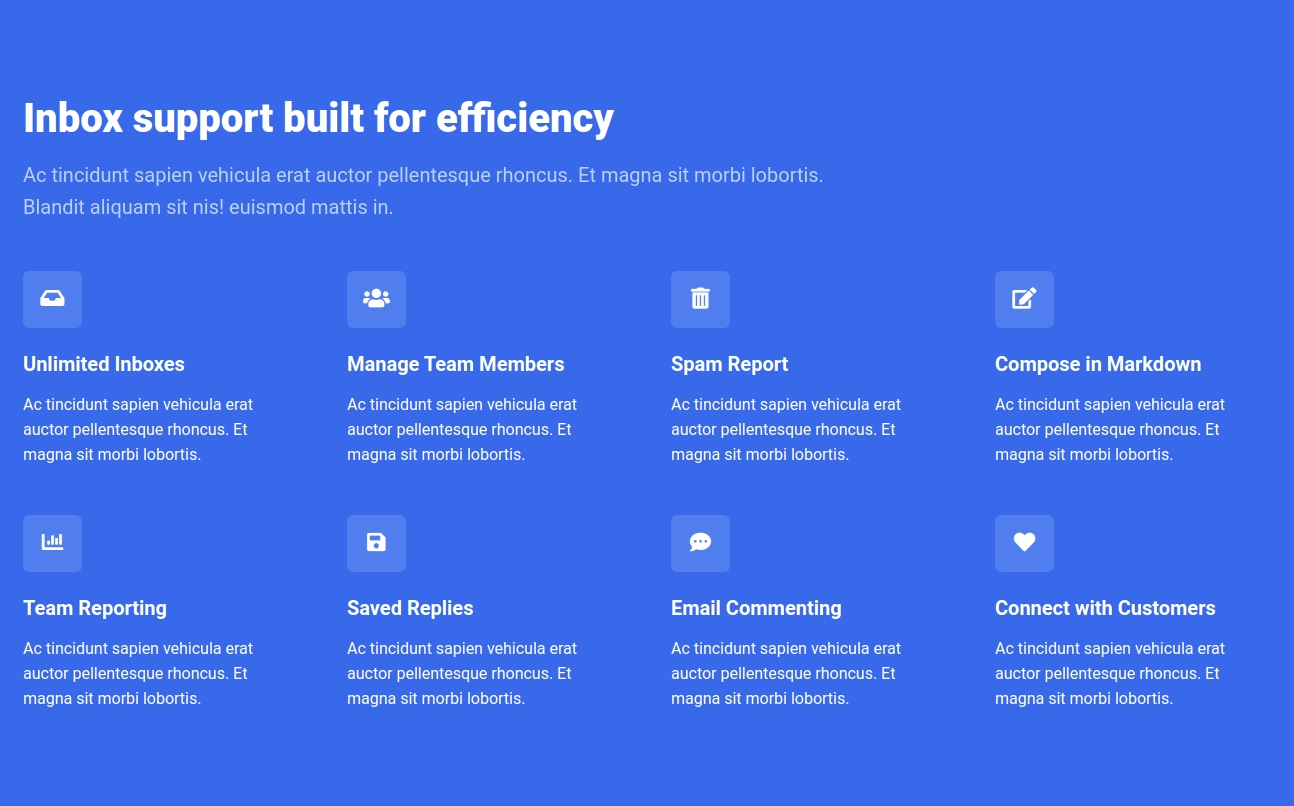 Inbox support built for efficiency
Ac tincidunt sapien vehicula erat auctor pellentesque rhoncus. Et magna sit morbi lobortis.
Blandit aliquam sit nis! euismod mattis in.
Unlimited Inboxes
Ac tincidunt sapien vehicula erat
auctor pellentesque rhoncus. Et
magna sit morbi lobortis.
Manage Team Members
Ac tincidunt sapien vehicula erat
auctor pellentesque rhoncus. Et
magna sit morbi lobortis.
Spam Report
Ac tincidunt sapien vehicula erat
auctor pellentesque rhoncus. Et
magna sit morbi lobortis.
Compose in Markdown
Ac tincidunt sapien vehicula erat
auctor pellentesque rhoncus. Et
magna sit morbi lobortis.
Team Reporting
Ac tincidunt sapien vehicula erat
auctor pellentesque rhoncus. Et
magna sit morbi lobortis.
Saved Replies
Ac tincidunt sapien vehicula erat
auctor pellentesque rhoncus. Et
magna sit morbi lobortis.
Email Commenting
Ac tincidunt sapien vehicula erat
auctor pellentesque rhoncus. Et
magna sit morbi lobortis.
Connect with Customers
Ac tincidunt sapien vehicula erat
auctor pellentesque rhoncus. Et
magna sit morbi lobortis.